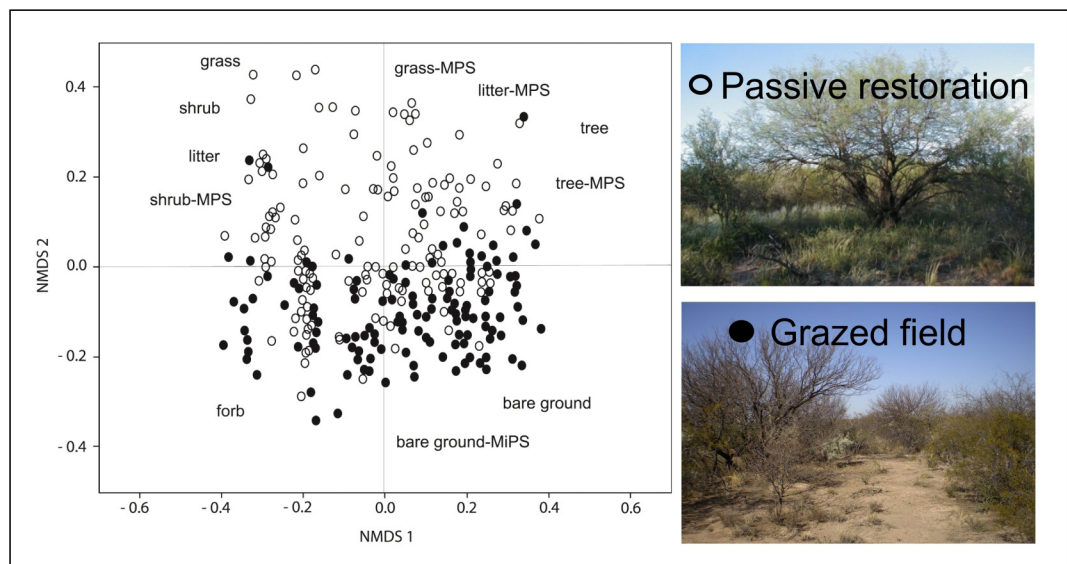 grass
grass-MPS
litter-MPS
shrub
tree
litter
tree-MPS
shrub-MPS
forb
bare ground
bare ground-MiPS
0.4
0.2
0.0
- 0.2
- 0.4
NMDS 2
- 0.6
- 0.4
- 0.2
0.0
0.2
0.4
0.6
NMDS 1
Passive restoration
Grazed field